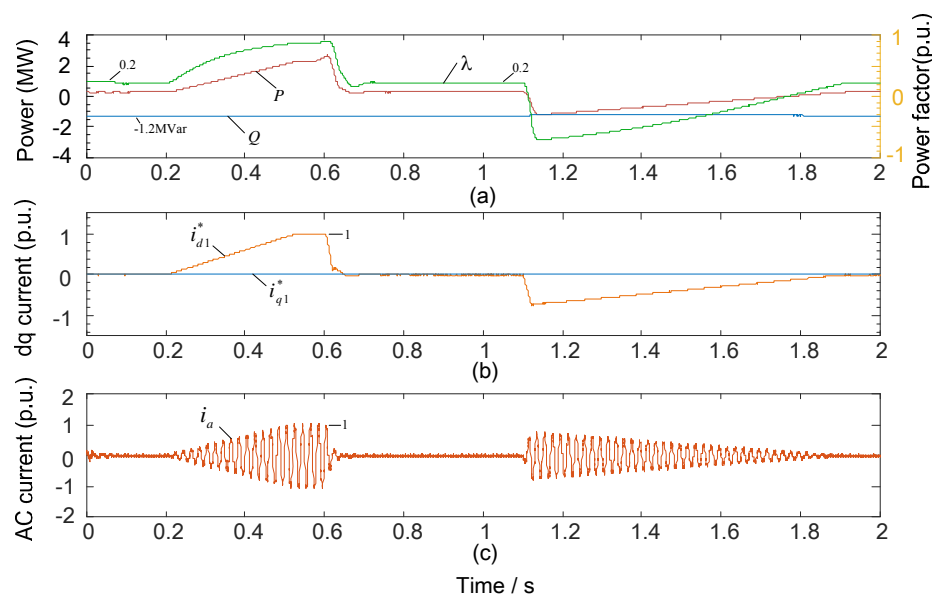 Power (MW)
4
2
0
-2
-4
0.2
P
λ
0.2
-1.2MVar
Q
1
0.5
0
-0.5
-1
Power factor(p.u.)
0 0.2 0.4 0.6 0.8 1 1.2 1.4 1.6 1.8 2
(a)
dq current (p.u.)
1
0
-1
i*d1
i*q1
1
0 0.2 0.4 0.6 0.8 1 1.2 1.4 1.6 1.8 2
(b)
AC current (p.u.)
2
1
0
-1
-2
ia
1
0 0.2 0.4 0.6 0.8 1 1.2 1.4 1.6 1.8 2
(c)
Time / s